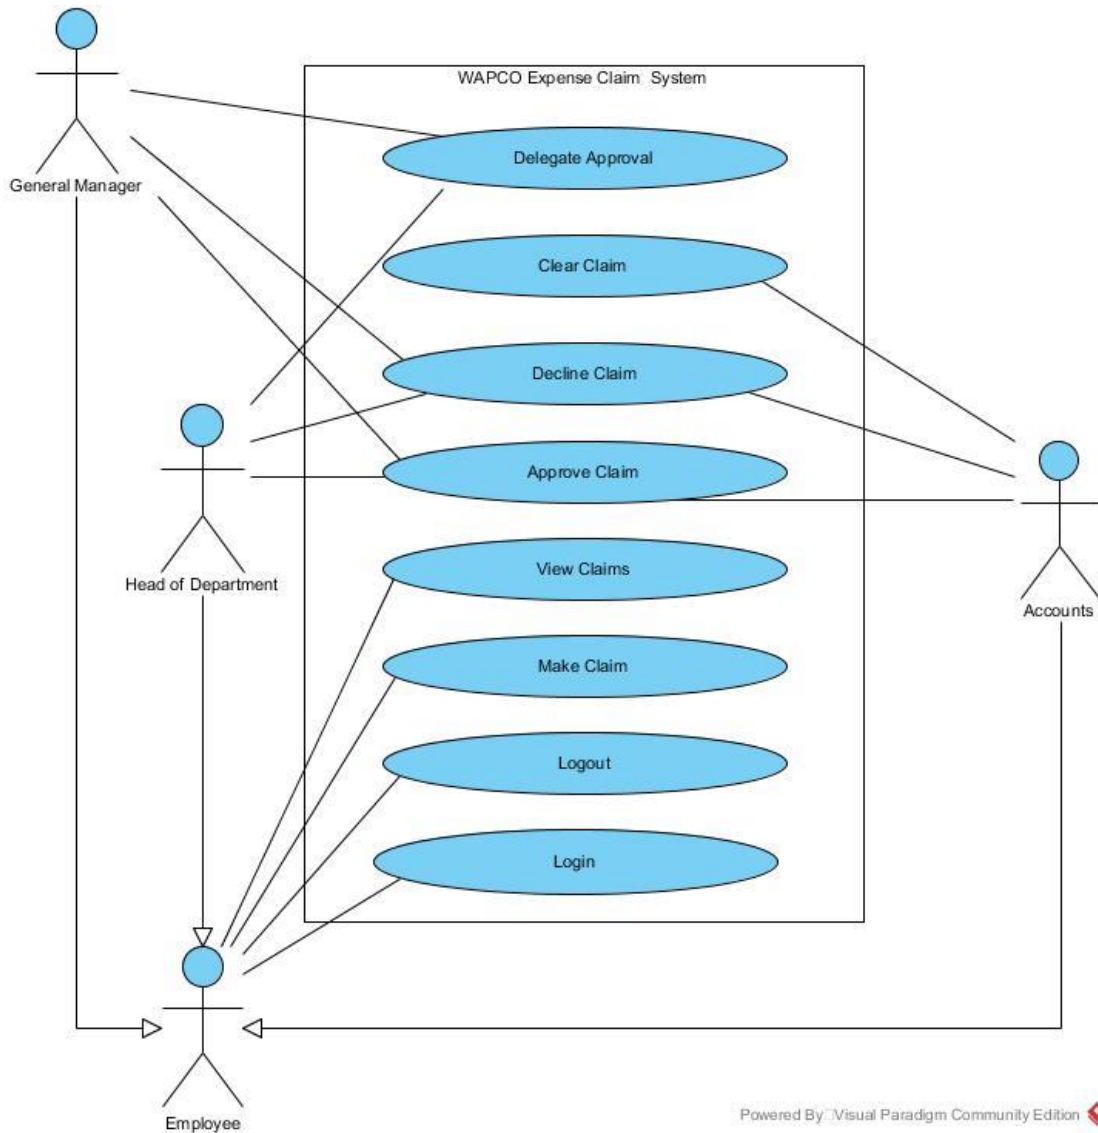 WAPCO Expense Claim System
Delegate Approval
General Manager
Clear Claim
Decline Claim
Approve Claim
View Claims
Head of Department
Accounts
Make Claim
Logout
Login
Employee
Powered By Visual Paradigm Community Edition